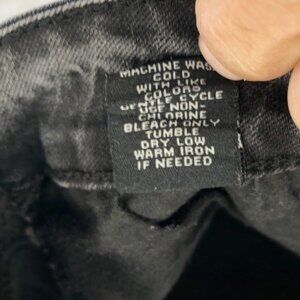 MACHINE WAS
COLD
WITH LIKE
COLORS
GENTLE CYCLE
USE NON-
CHLORINE
BLEACH ONLY
TUMBLE
DRY LOW
WARM IRON
IF NEEDED